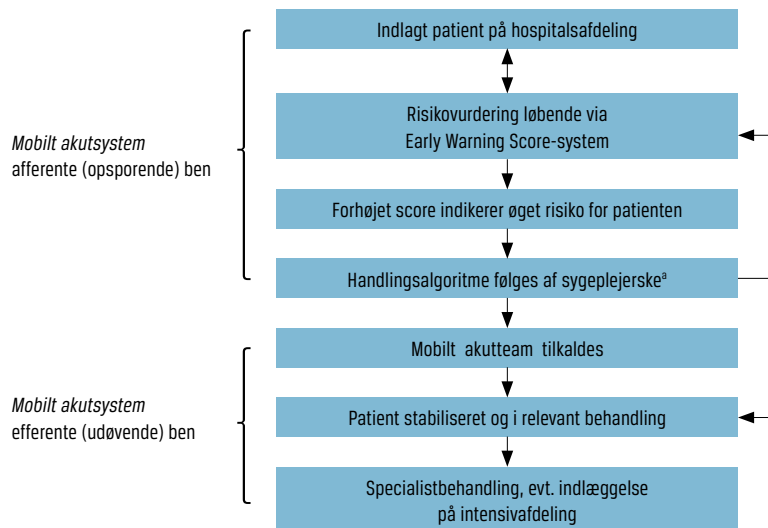 Indlagt patient på hospitalsafdeling
Risikovurdering løbende via
Early Warning Score-system
Mobilt akutsystem
afferente (opsporende) ben
Forhøjet score indikerer øget risiko for patienten
Handlingsalgoritme følges af sygeplejerskeᵃ
Mobilt akutteam tilkaldes
Mobilt akutsystem
efferente (udøvende) ben
Patient stabiliseret og i relevant behandling
Specialistbehandling, evt. indlæggelse
på intensivafdeling